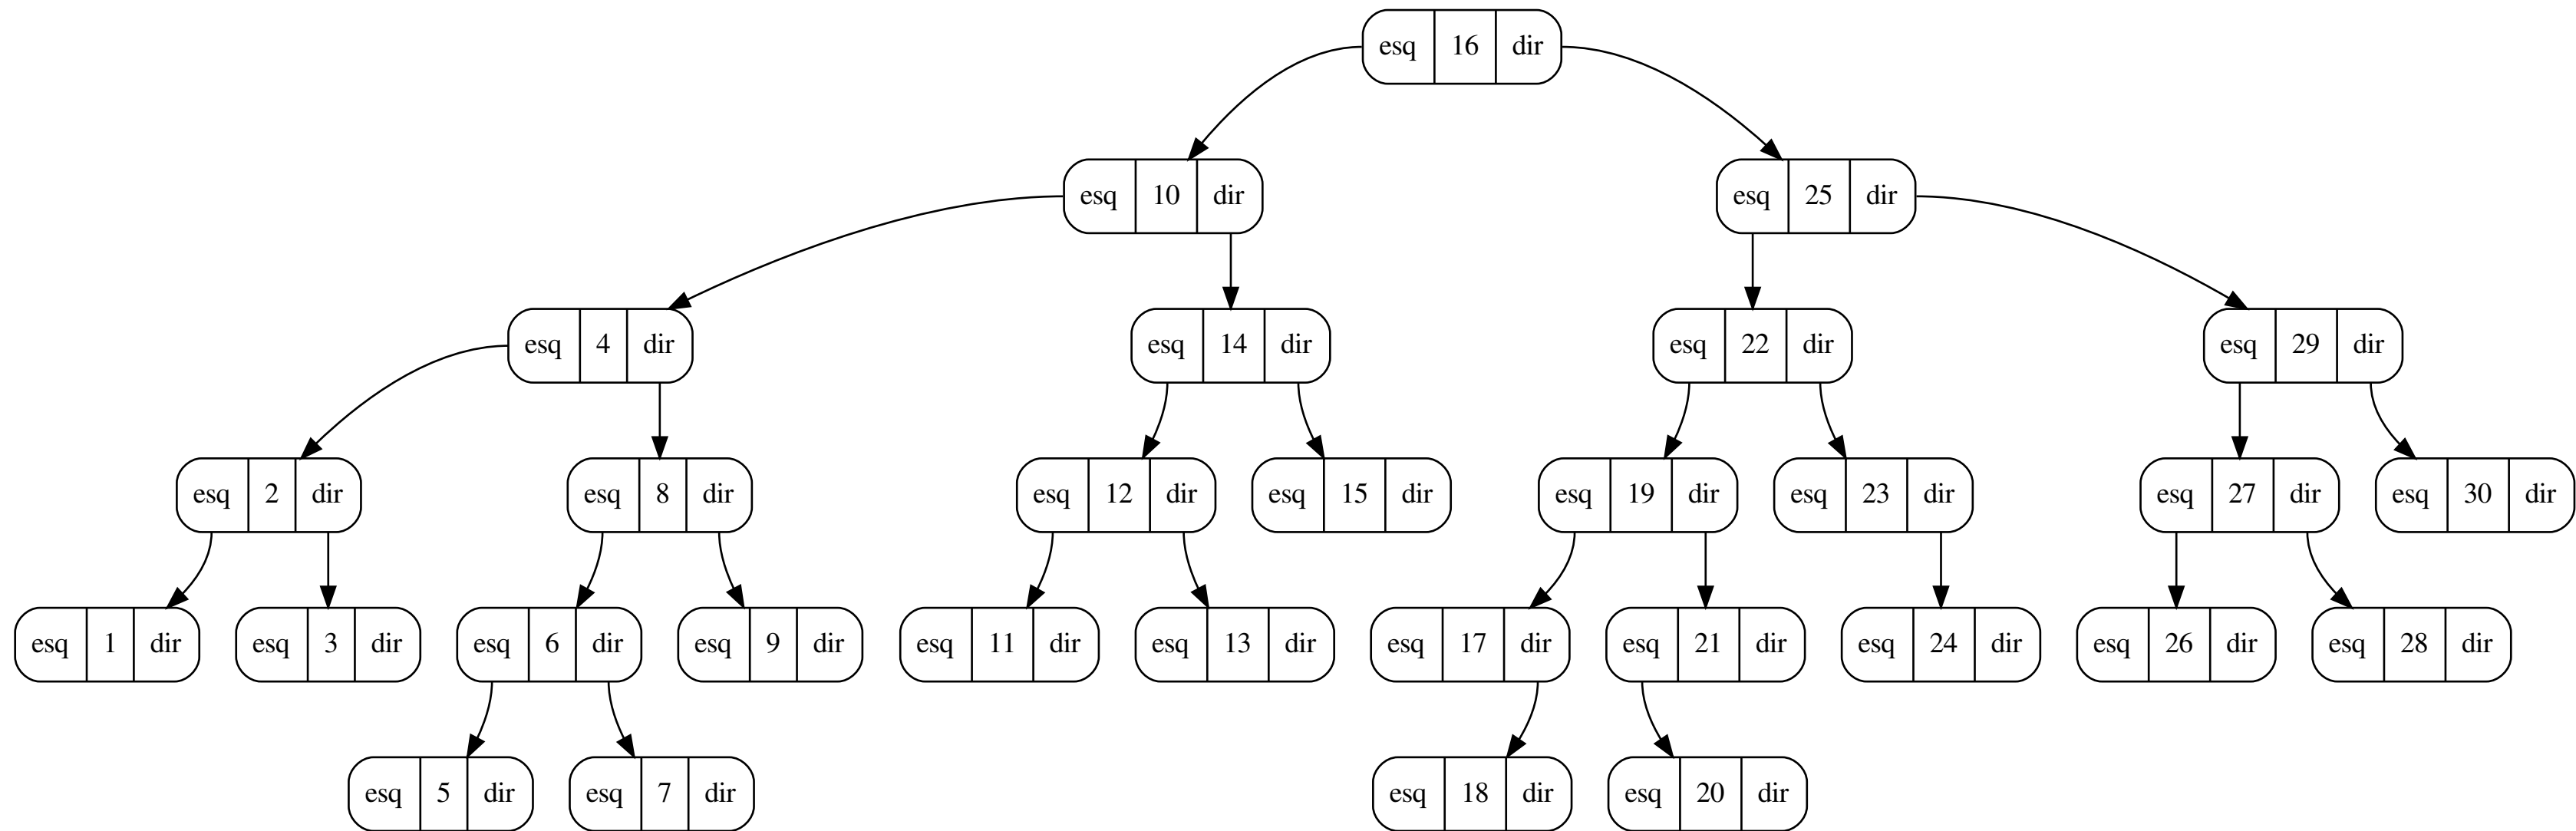 esq 16 dir
esq 10 dir
esq 25 dir
esq 4 dir
esq 14 dir
esq 22 dir
esq 29 dir
esq 2 dir
esq 8 dir
esq 12 dir
esq 15 dir
esq 19 dir
esq 23 dir
esq 27 dir
esq 30 dir
esq 1 dir
esq 3 dir
esq 6 dir
esq 9 dir
esq 11 dir
esq 13 dir
esq 17 dir
esq 21 dir
esq 24 dir
esq 26 dir
esq 28 dir
esq 5 dir
esq 7 dir
esq 18 dir
esq 20 dir